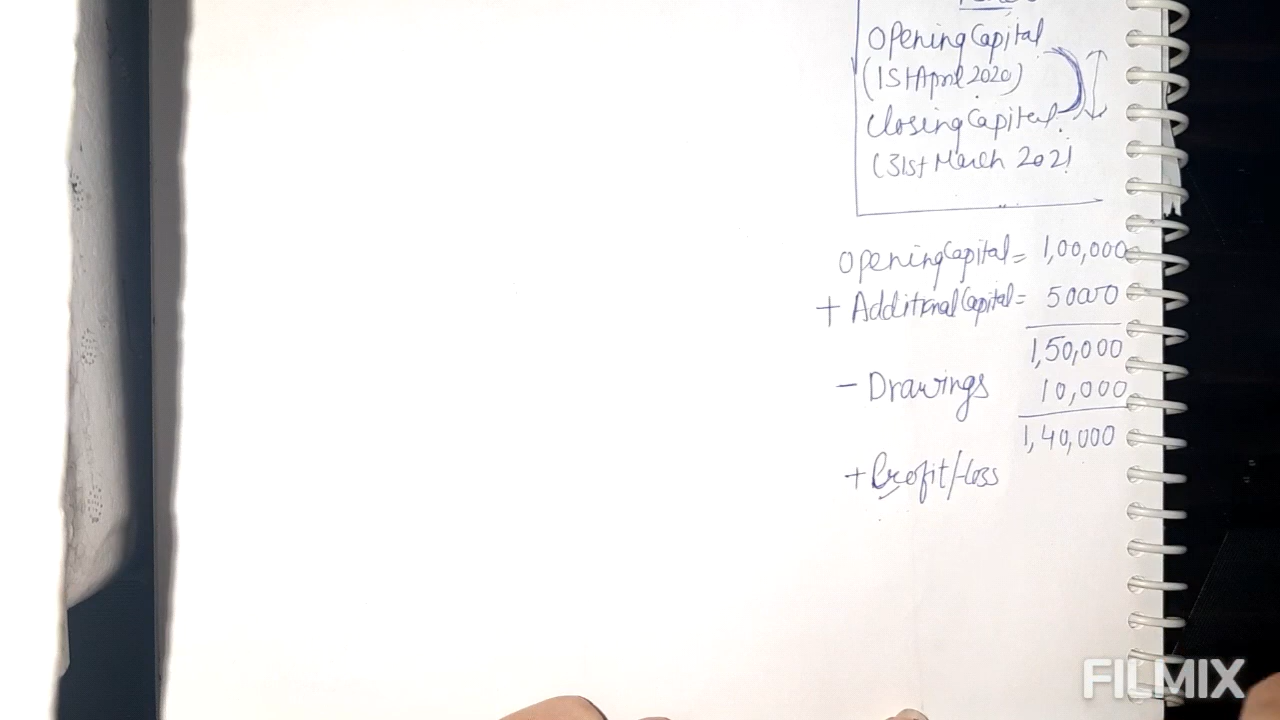 Opening Capital
(1st April 2020)
Closing Capital.
(31st March 2021
Opening Capital = 1,00,000
+ Additional Capital = 50000
1,50,000
- Drawings 10,000
1,40,000
+ Profit/-Loss
FILMIX